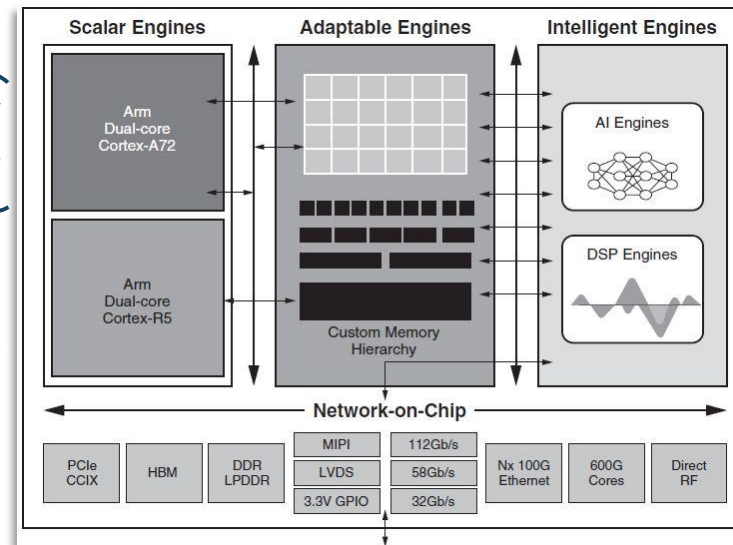 Scalar Engines
Adaptable Engines
Intelligent Engines
Arm
Dual-core
Cortex-A72
Arm
Dual-core
Cortex-R5
Custom Memory
Hierarchy
AI Engines
DSP Engines
Network-on-Chip
PCIe
CCIX
HBM
DDR
LPDDR
MIPI
LVDS
3.3V GPIO
112Gb/s
58Gb/s
32Gb/s
Nx 100G
Ethernet
600G
Cores
Direct
RF